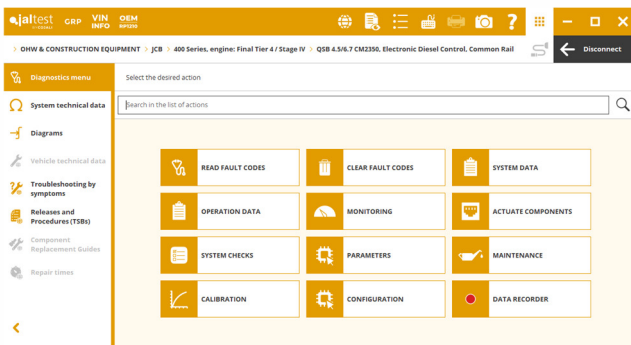 jaltest GRP VIN INFO OEM RP1210
OHW & CONSTRUCTION EQUIPMENT > JCB > 400 Series, engine: Final Tier 4 / Stage IV > QSB 4.5/6.7 CM2350, Electronic Diesel Control, Common Rail
Disconnect
Diagnostics menu
Select the desired action
System technical data
Search in the list of actions
Diagrams
Vehicle technical data
Troubleshooting by
symptoms
Releases and
Procedures (TSBs)
Component
Replacement Guides
Repair times
READ FAULT CODES
CLEAR FAULT CODES
SYSTEM DATA
OPERATION DATA
MONITORING
ACTUATE COMPONENTS
SYSTEM CHECKS
PARAMETERS
MAINTENANCE
CALIBRATION
CONFIGURATION
DATA RECORDER